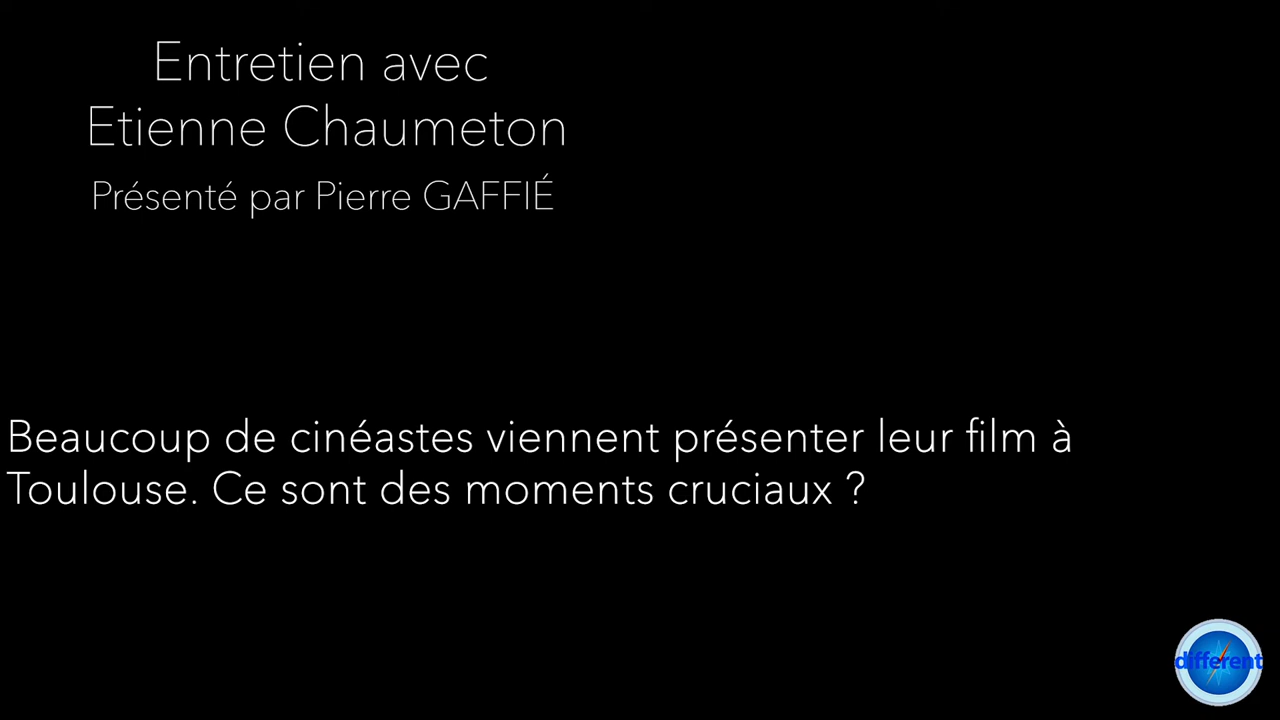 Entretien avec
Etienne Chaumeton
Présenté par Pierre GAFFIÉ
Beaucoup de cinéastes viennent présenter leur film à
Toulouse. Ce sont des moments cruciaux ?
different